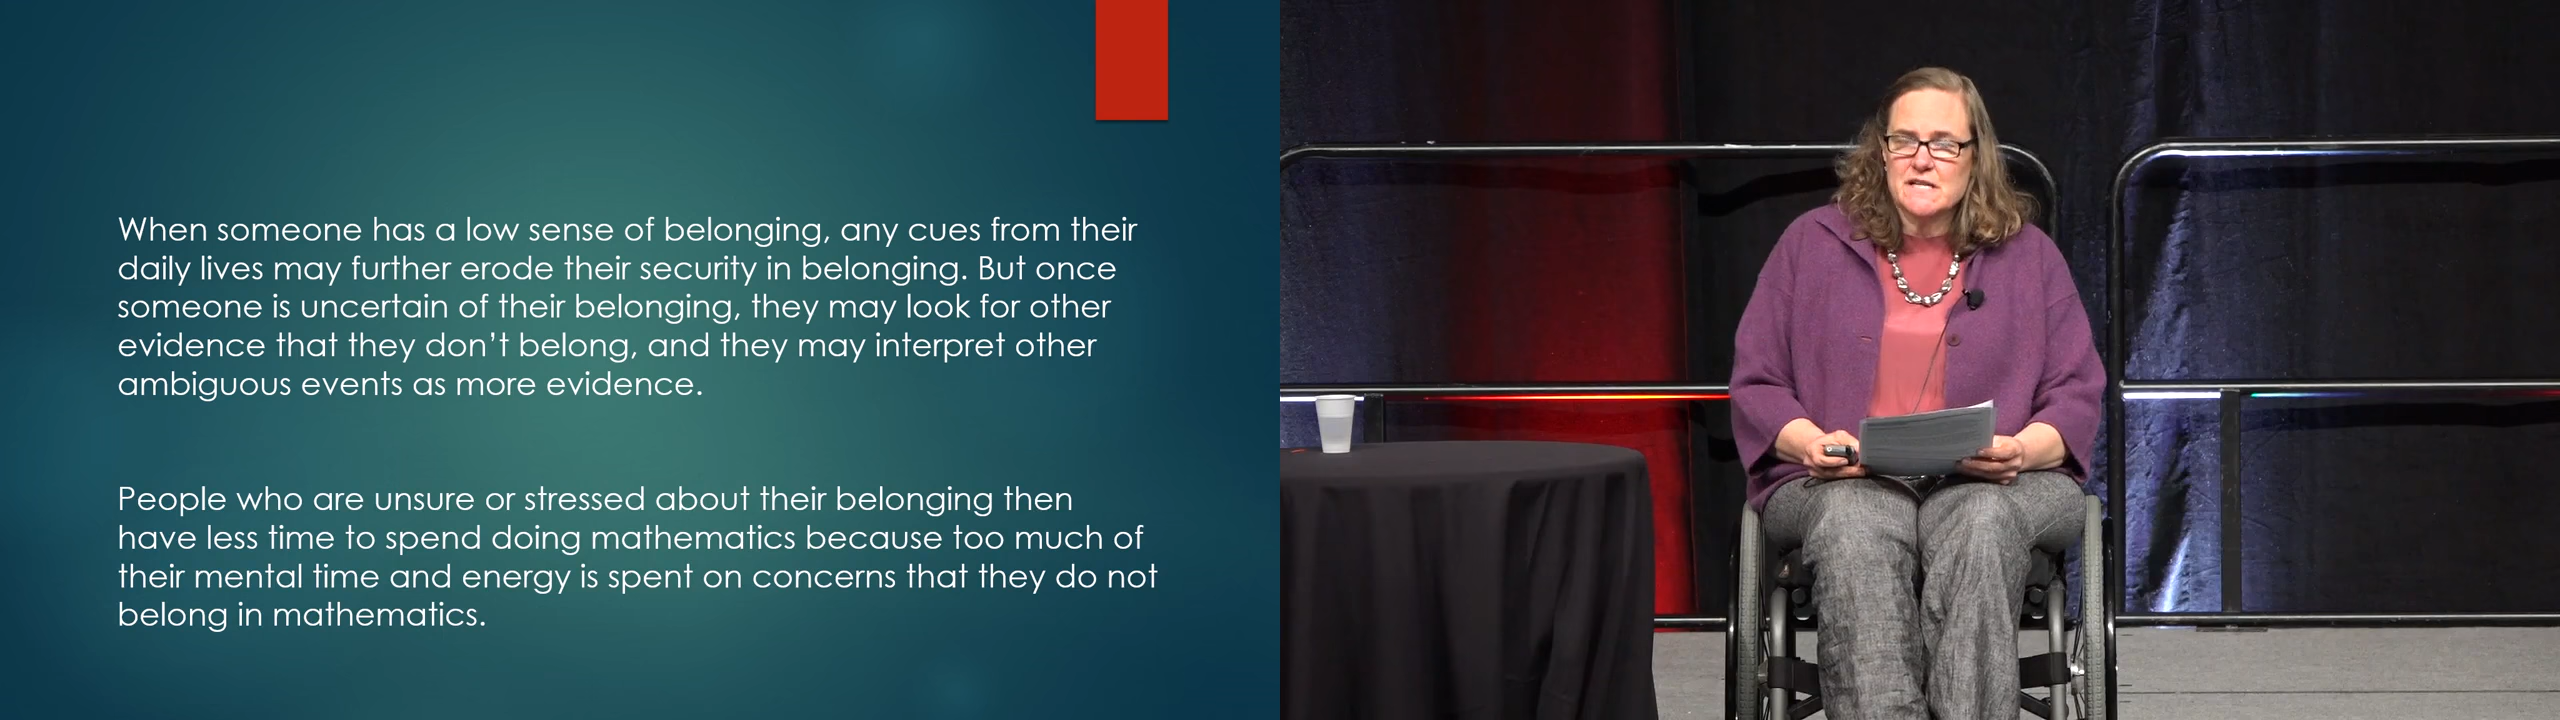 When someone has a low sense of belonging, any cues from their
daily lives may further erode their security in belonging. But once
someone is uncertain of their belonging, they may look for other
evidence that they don’t belong, and they may interpret other
ambiguous events as more evidence.
People who are unsure or stressed about their belonging then
have less time to spend doing mathematics because too much of
their mental time and energy is spent on concerns that they do not
belong in mathematics.